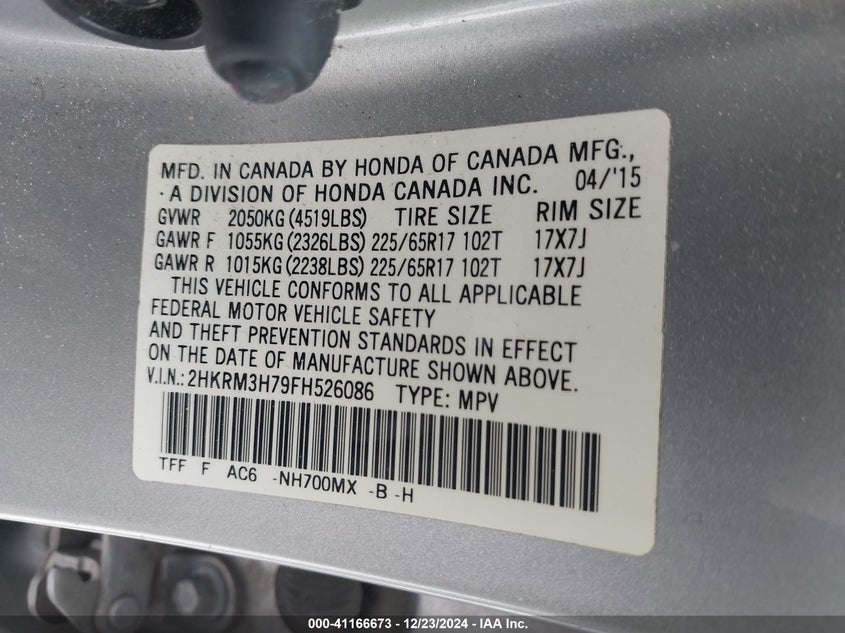 MFD. IN CANADA BY HONDA OF CANADA MFG.,
· A DIVISION OF HONDA CANADA INC. 04/'15
GVWR 2050KG (4519LBS) TIRE SIZE RIM SIZE
GAWR F 1055KG (2326LBS) 225/65R17 102T 17X7J
GAWR R 1015KG (2238LBS) 225/65R17 102T 17X7J
THIS VEHICLE CONFORMS TO ALL APPLICABLE
FEDERAL MOTOR VEHICLE SAFETY
AND THEFT PREVENTION STANDARDS IN EFFECT
ON THE DATE OF MANUFACTURE SHOWN ABOVE.
V.I.N.: 2HKRM3H79FH526086 TYPE: MPV
TFF F AC6 -NH700MX -B -H
000-41166673 - 12/23/2024 - IAA Inc.